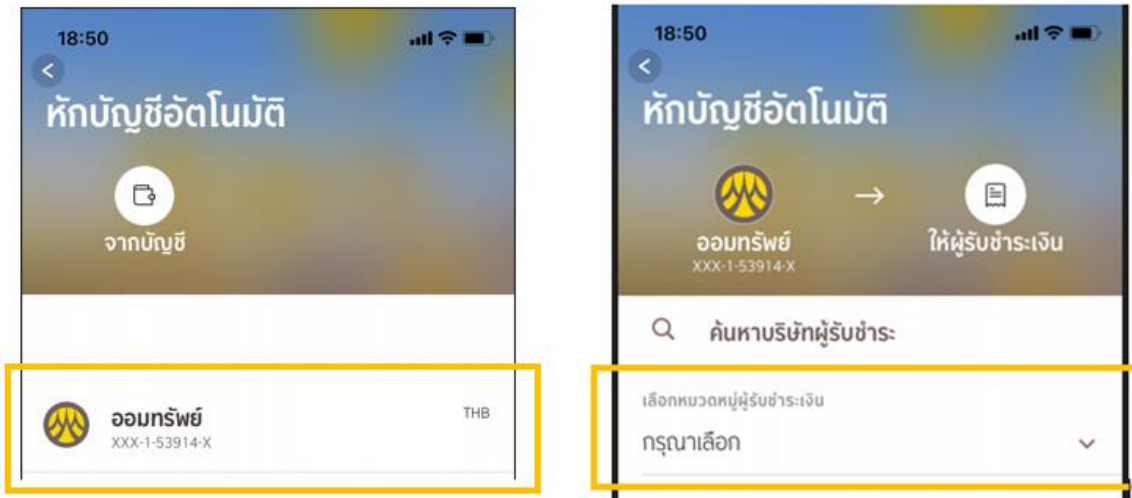 18:50
หักบัญชีอัตโนมัติ
จากบัญชี
ออมทรัพย์
THB
XXX-1-53914-X
18:50
หักบัญชีอัตโนมัติ
ออมทรัพย์
XXX-1-53914-X
ให้ผู้รับชำระเงิน
ค้นหาบริษัทผู้รับชำระ
เลือกหมวดหมู่ผู้รับชำระเงิน
กรุณาเลือก